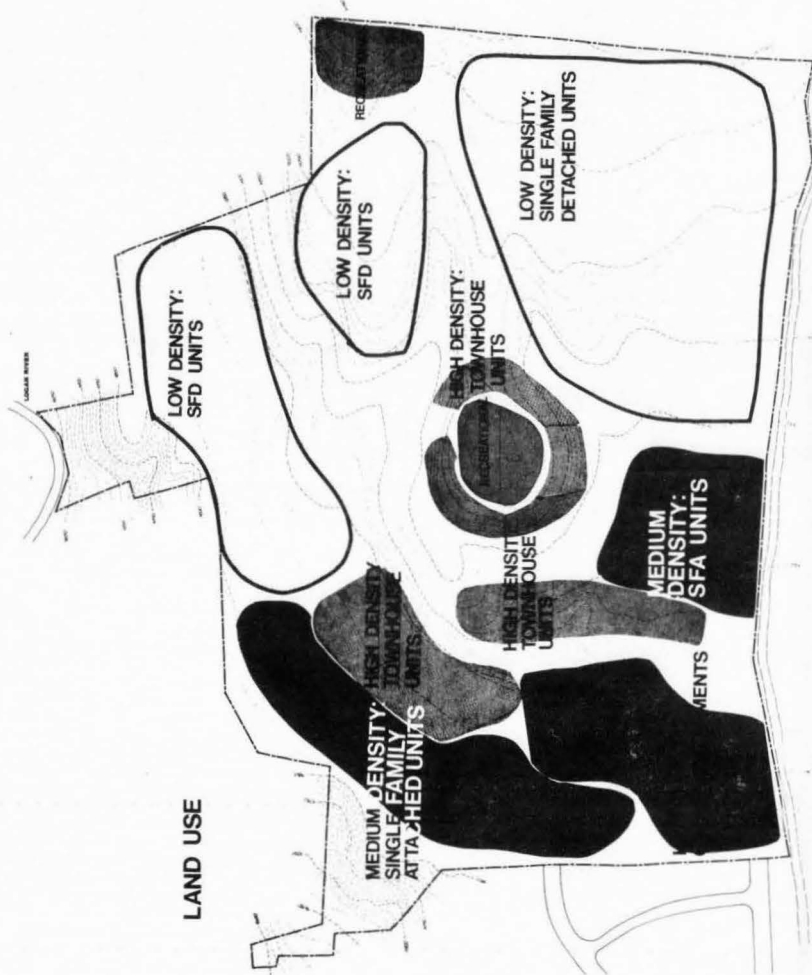 LAND USE
LOGAN RIVER
LOW DENSITY:
SFD UNITS
LOW DENSITY:
SFD UNITS
LOW DENSITY:
SINGLE FAMILY
DETACHED UNITS
HIGH DENSITY:
TOWNHOUSE
UNITS
RECREATIONAL
HIGH DENSITY
TOWNHOUSE
UNITS
MEDIUM
DENSITY:
SFA UNITS
HIGH DENSITY
TOWNHOUSE
UNITS
MEDIUM DENSITY:
SINGLE FAMILY
ATTACHED UNITS
MENTS